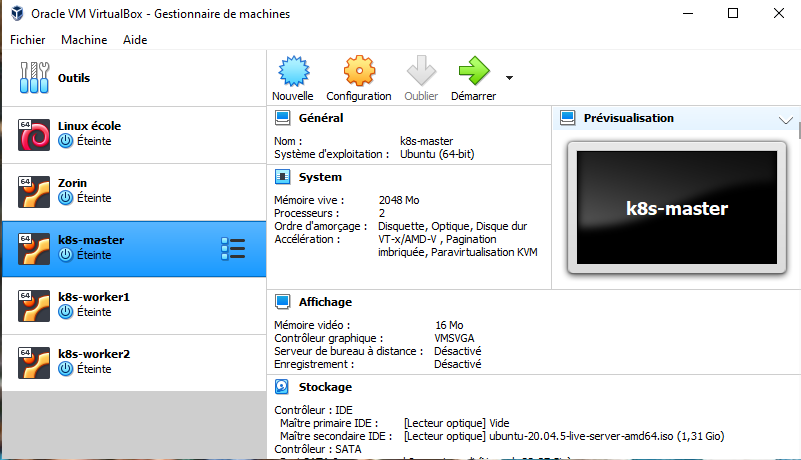 Oracle VM VirtualBox - Gestionnaire de machines
Fichier Machine Aide
Outils
Nouvelle Configuration Oublier Démarrer
64
Linux école
Éteinte
64
Zorin
Éteinte
64
k8s-master
Éteinte
64
k8s-worker1
Éteinte
64
k8s-worker2
Éteinte
Général
Nom : k8s-master
Système d'exploitation : Ubuntu (64-bit)
System
Mémoire vive : 2048 Mo
Processeurs : 2
Ordre d'amorçage : Disquette, Optique, Disque dur
Accélération : VT-x/AMD-V , Pagination
imbriquée, Paravirtualisation KVM
Prévisualisation
k8s-master
Affichage
Mémoire vidéo : 16 Mo
Contrôleur graphique : VMSVGA
Serveur de bureau à distance : Désactivé
Enregistrement : Désactivé
Stockage
Contrôleur : IDE
Maître primaire IDE : [Lecteur optique] Vide
Maître secondaire IDE : [Lecteur optique] ubuntu-20.04.5-live-server-amd64.iso (1,31 Gio)
Contrôleur : SATA